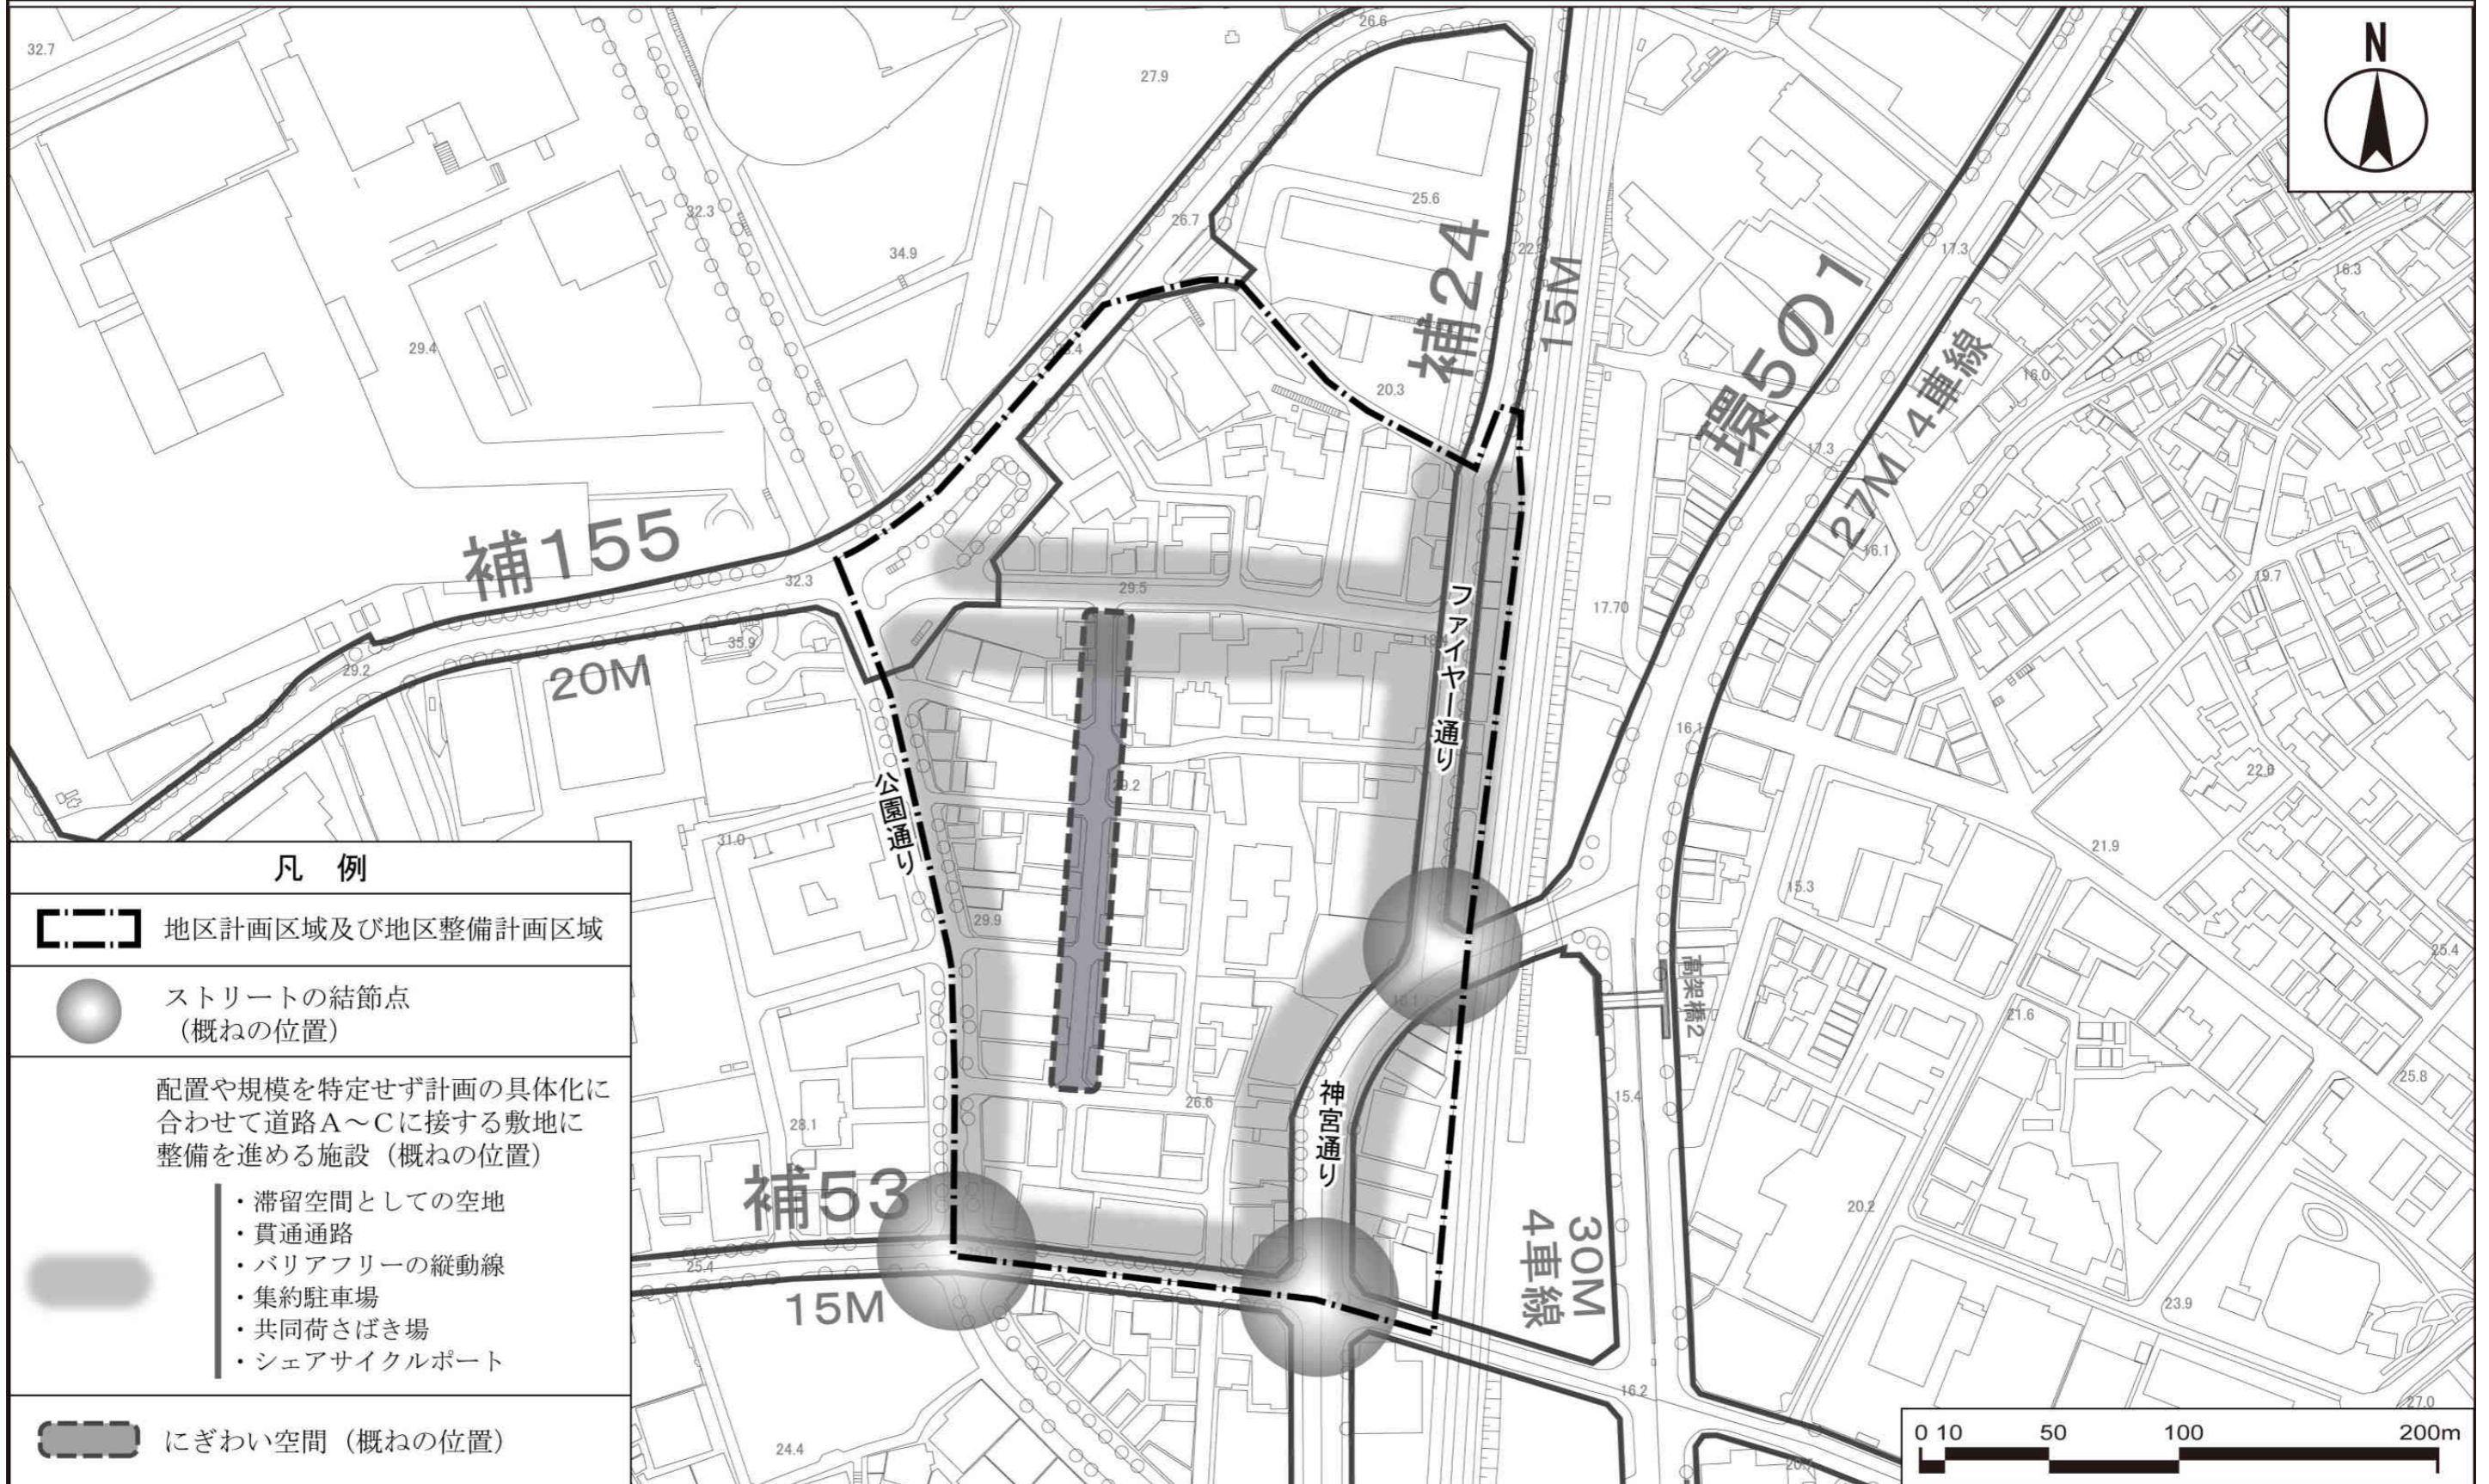 N
32.7
26.6
27.9
25.6
32.3
26.7
34.9
17.3
16.3
補24
15M
環5の1
29.4
20.3
4車線
16.0
17.3
27M
補155
16.1
19.7
32.3
29.5
ファイヤー通り
17.70
35.9
29.2
20M
16.1
22.6
公園通り
29.2
31.0
21.9
15.3
29.9
25.4
高架橋2
21.6
神宮通り
26.6
28.1
15.4
25.8
補53
20.2
30M
4車線
25.4
15M
23.9
16.2
27.0
24.4
凡 例
地区計画区域及び地区整備計画区域
ストリートの結節点
(概ねの位置)
配置や規模を特定せず計画の具体化に
合わせて道路A~Cに接する敷地に
整備を進める施設(概ねの位置)
・滞留空間としての空地
・貫通通路
・バリアフリーの縦動線
・集約駐車場
・共同荷さばき場
・シェアサイクルポート
にぎわい空間(概ねの位置)
0 10 50 100 200m